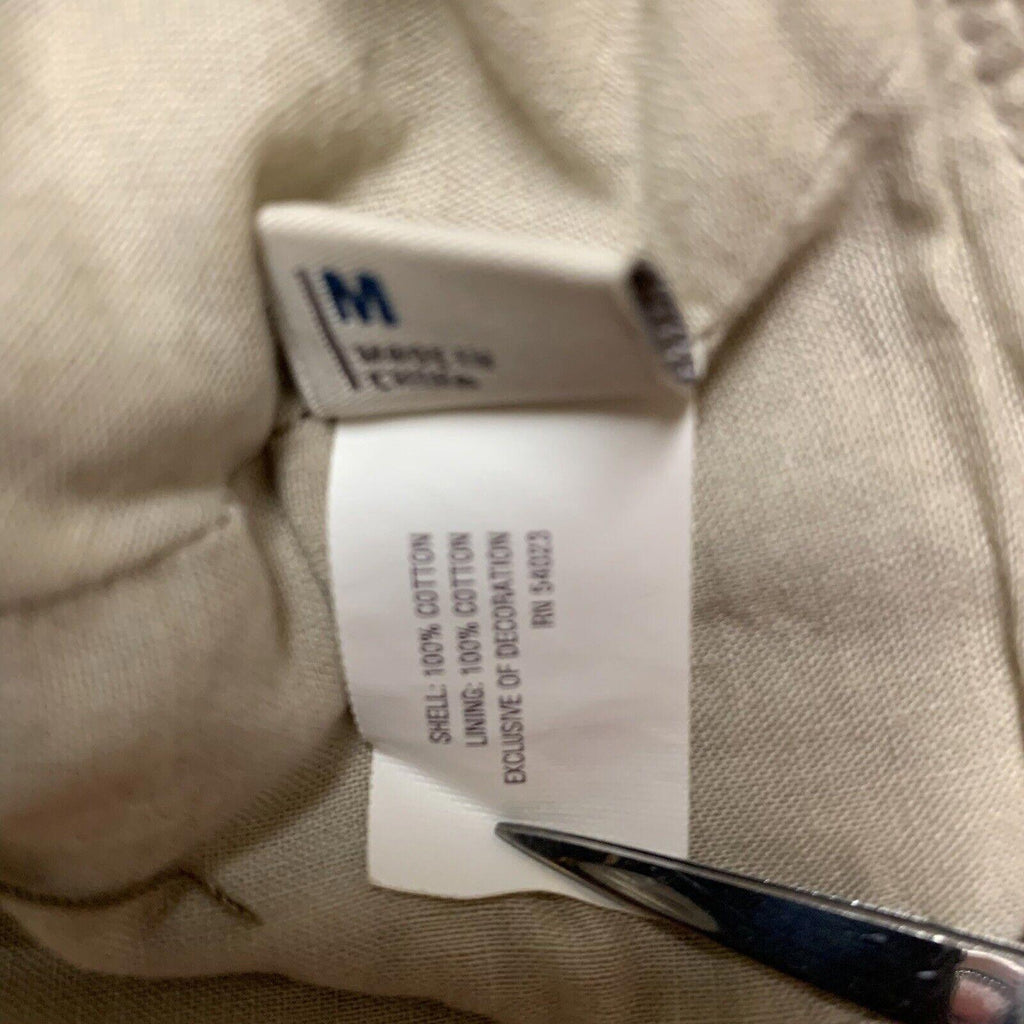 M
MADE IN
CHINA
SHELL: 100% COTTON
LINING: 100% COTTON
EXCLUSIVE OF DECORATION
RN 54023